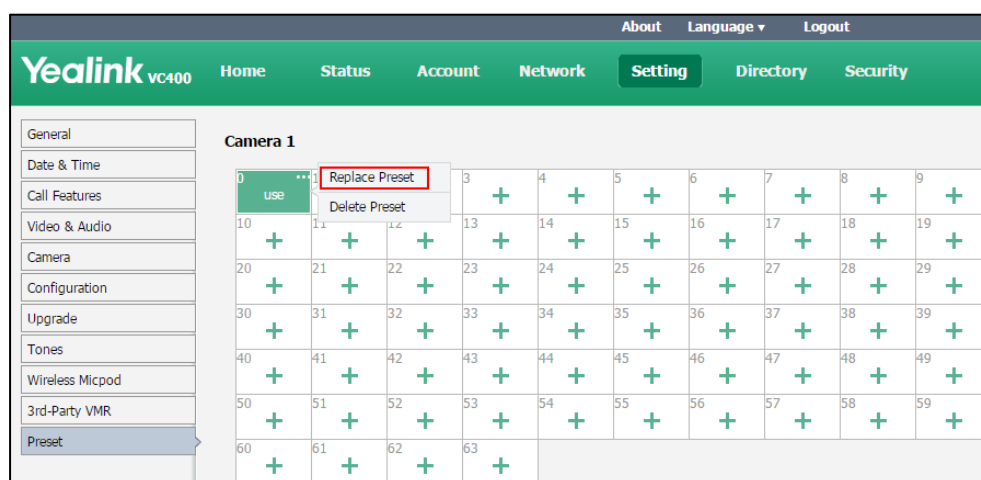 About Language ▾ Logout
Yealink VC400 Home Status Account Network Setting Directory Security
General
Date & Time
Call Features
Video & Audio
Camera
Configuration
Upgrade
Tones
Wireless Micpod
3rd-Party VMR
Preset
Camera 1
0 ... 1 3 4 5 6 7 8 9
use
Replace Preset
Delete Preset
10 11 12 13 14 15 16 17 18 19
20 21 22 23 24 25 26 27 28 29
30 31 32 33 34 35 36 37 38 39
40 41 42 43 44 45 46 47 48 49
50 51 52 53 54 55 56 57 58 59
60 61 62 63